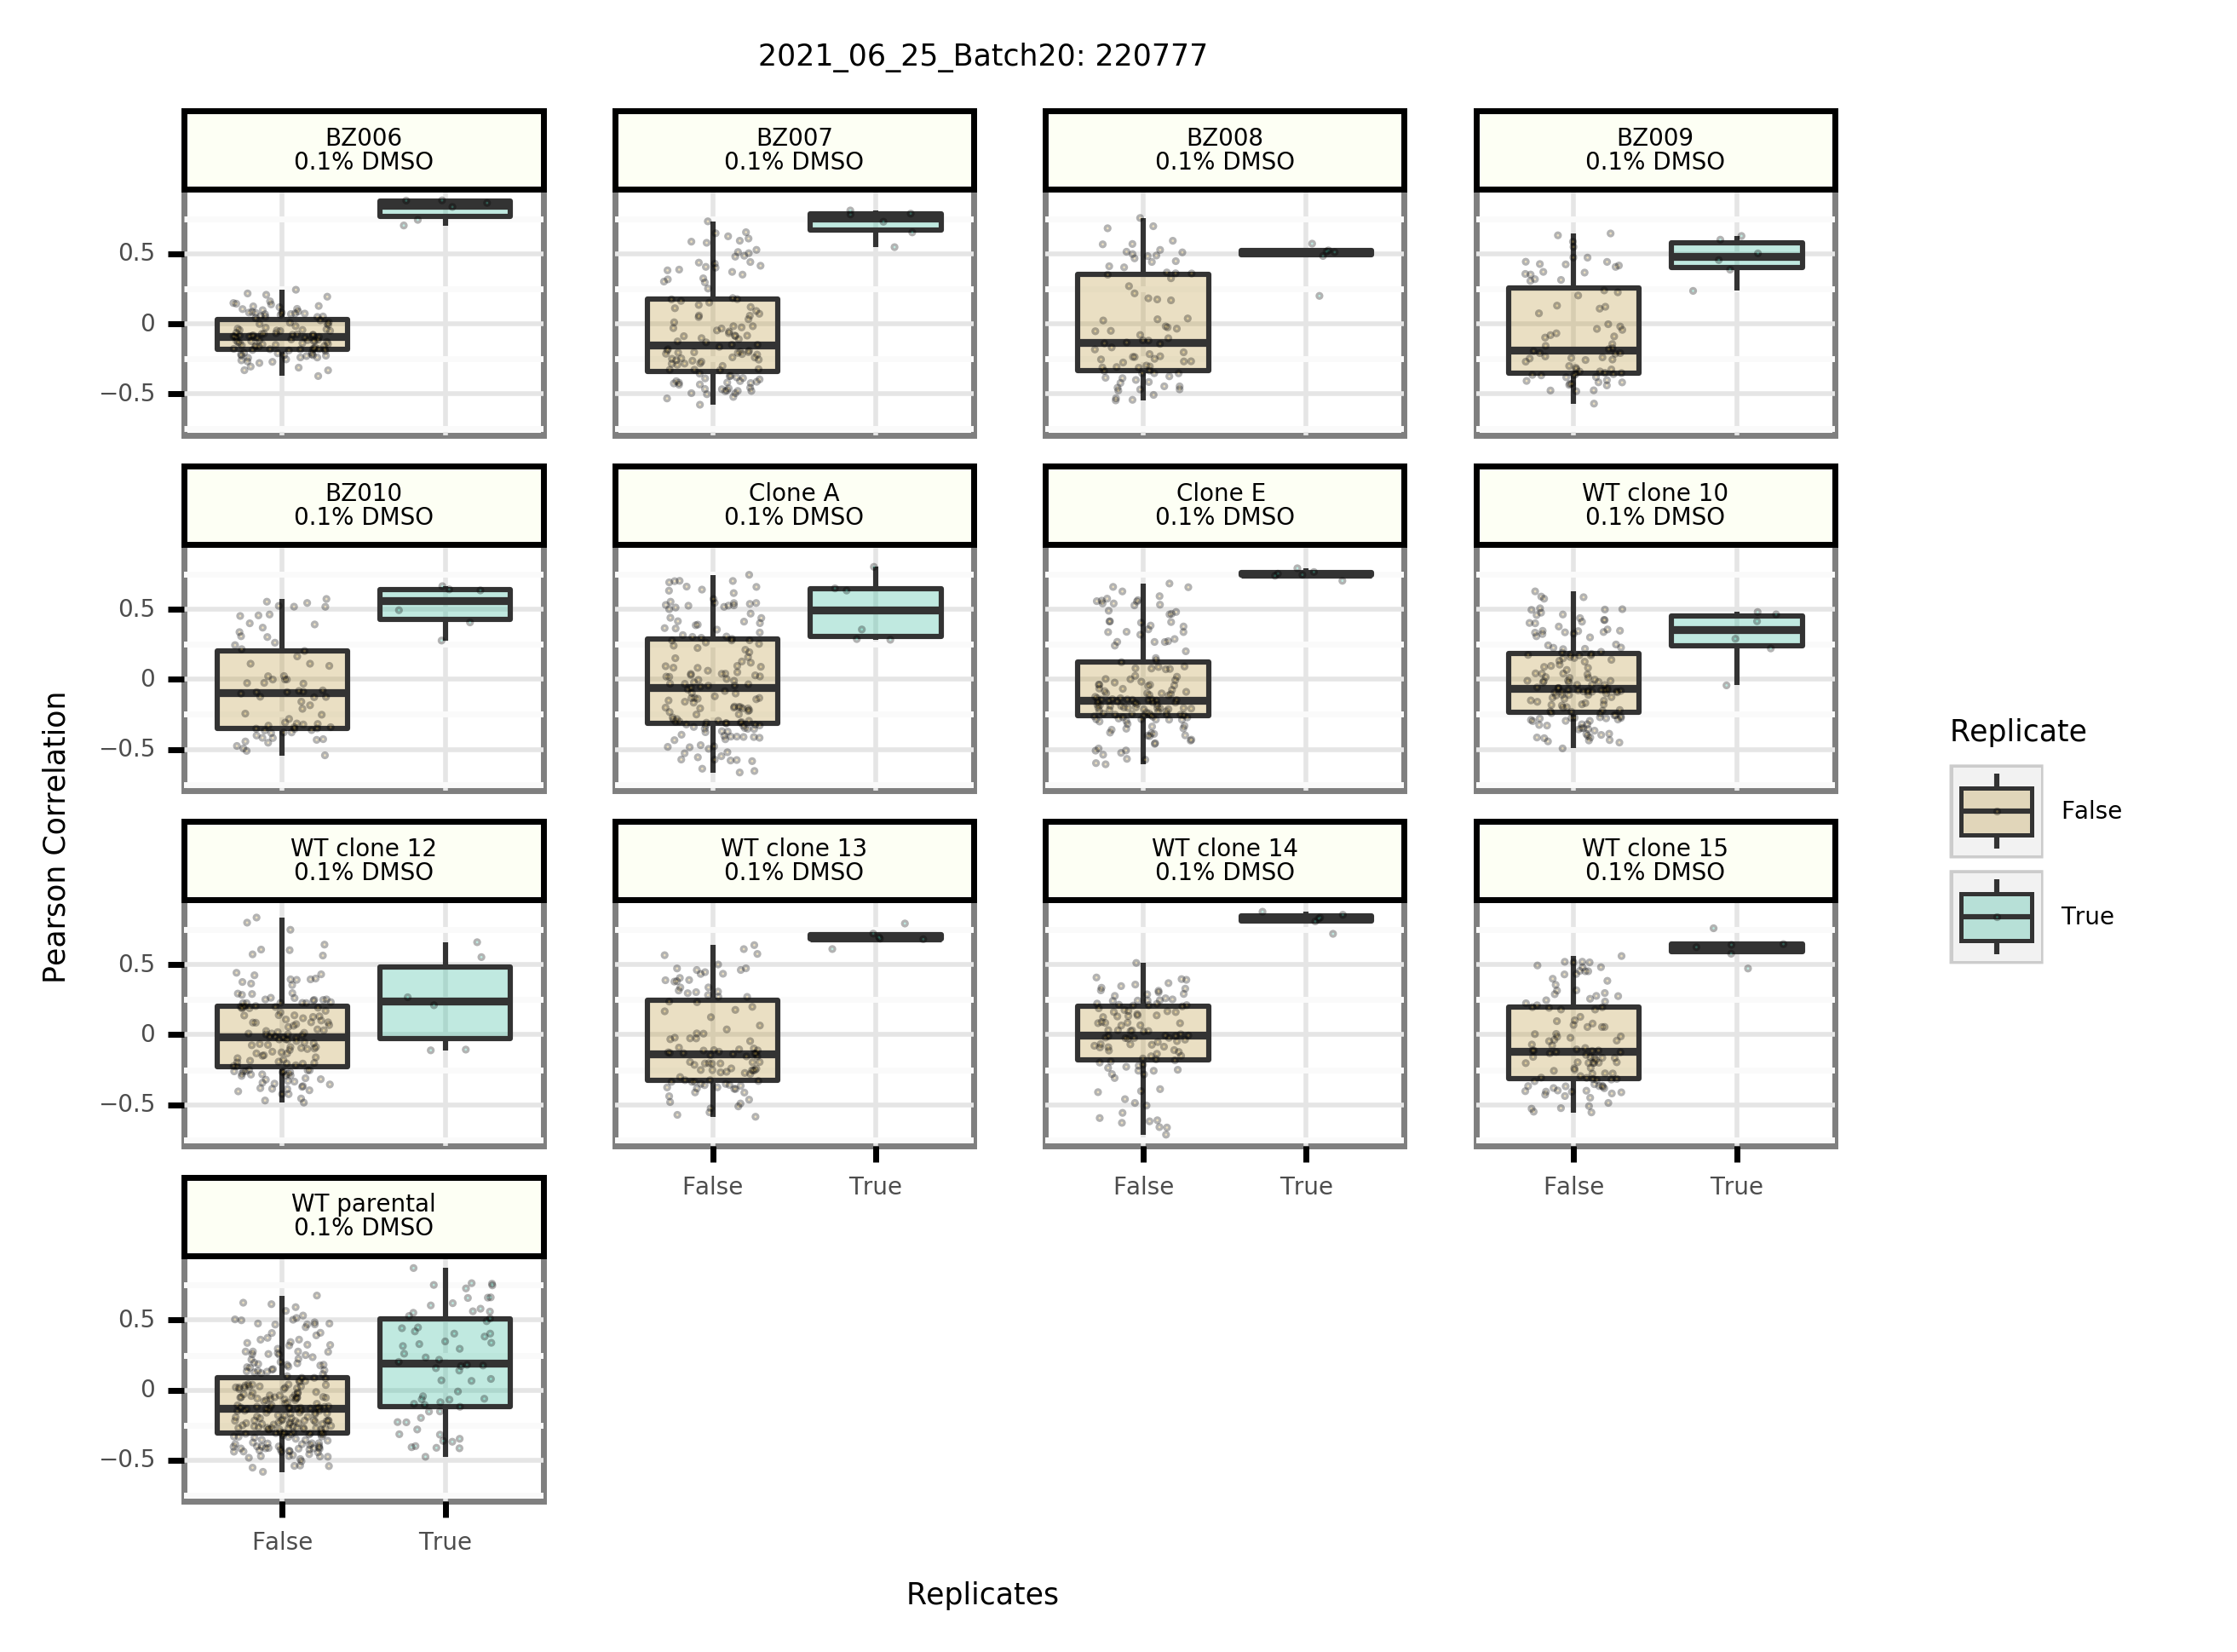 2021_06_25_Batch20: 220777
BZ006
0.1% DMSO
BZ007
0.1% DMSO
BZ008
0.1% DMSO
BZ009
0.1% DMSO
0.5
0
−0.5
BZ010
0.1% DMSO
Clone A
0.1% DMSO
Clone E
0.1% DMSO
WT clone 10
0.1% DMSO
0.5
0
−0.5
WT clone 12
0.1% DMSO
WT clone 13
0.1% DMSO
WT clone 14
0.1% DMSO
WT clone 15
0.1% DMSO
0.5
0
−0.5
False
True
False
True
False
True
WT parental
0.1% DMSO
0.5
0
−0.5
False
True
Replicates
Pearson Correlation
Replicate
False
True